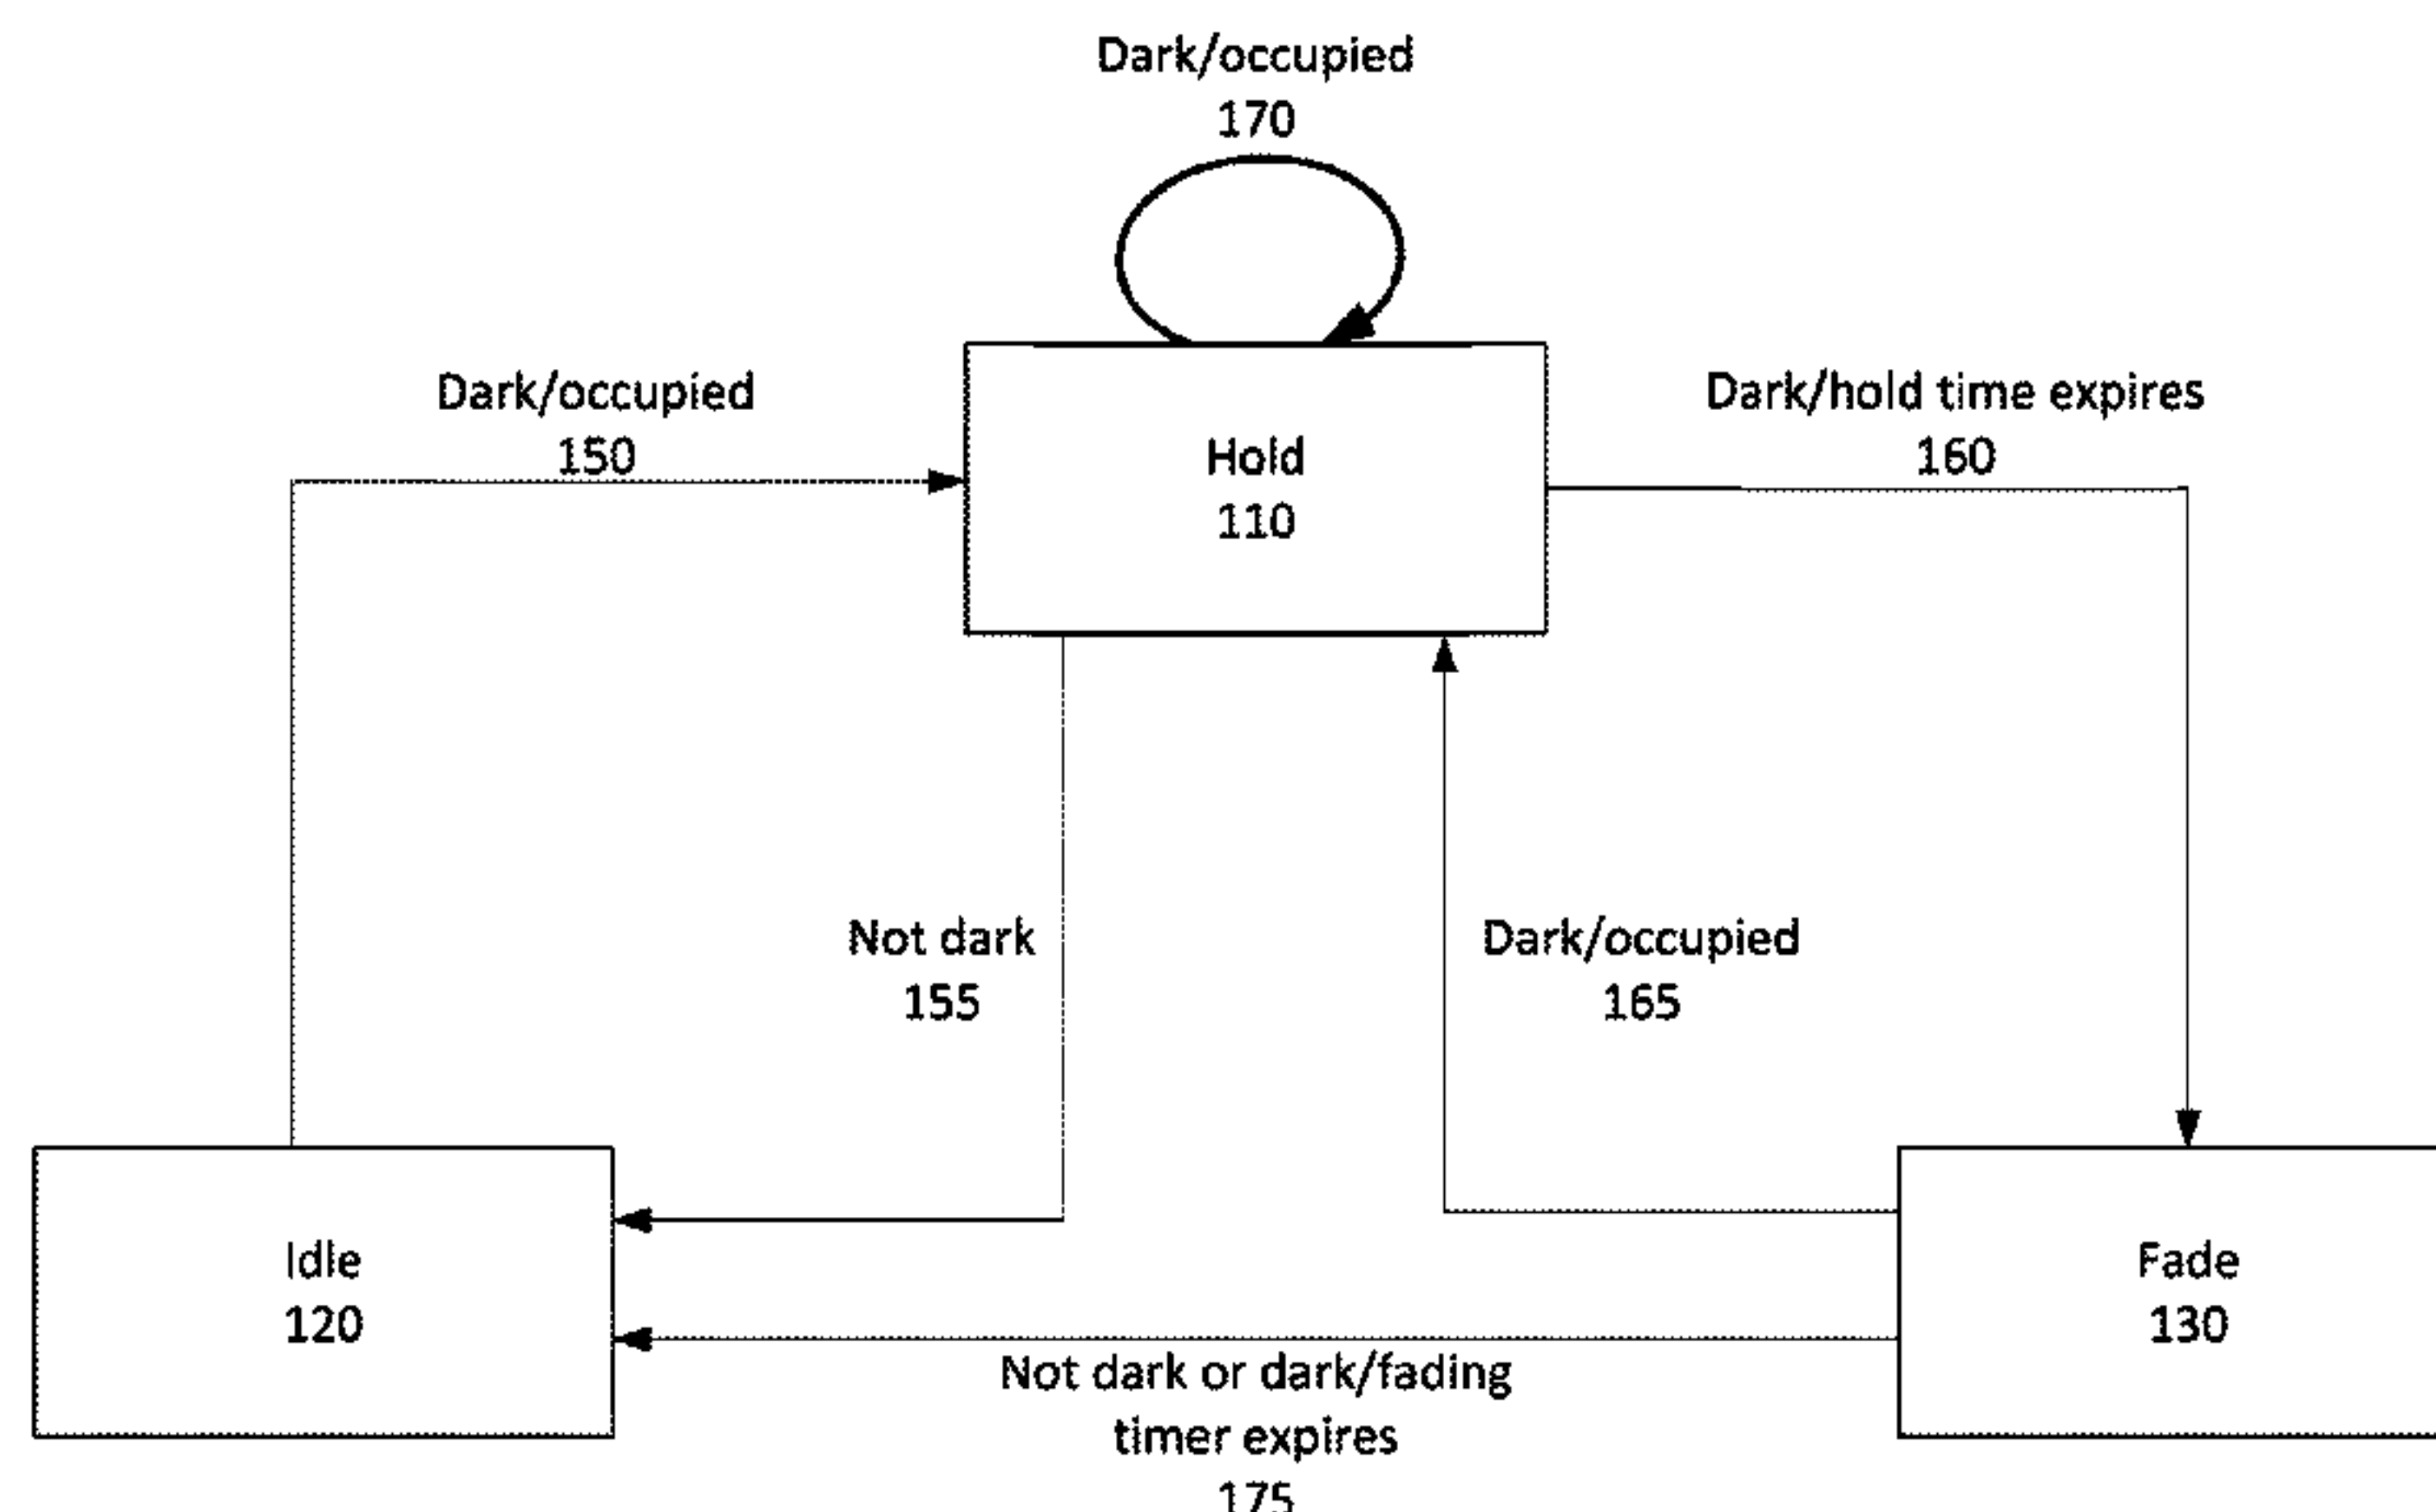 Dark/occupied
170
Dark/occupied
150
Hold
110
Dark/hold time expires
160
Not dark
155
Dark/occupied
165
Idle
120
Fade
130
Not dark or dark/fading
timer expires
175